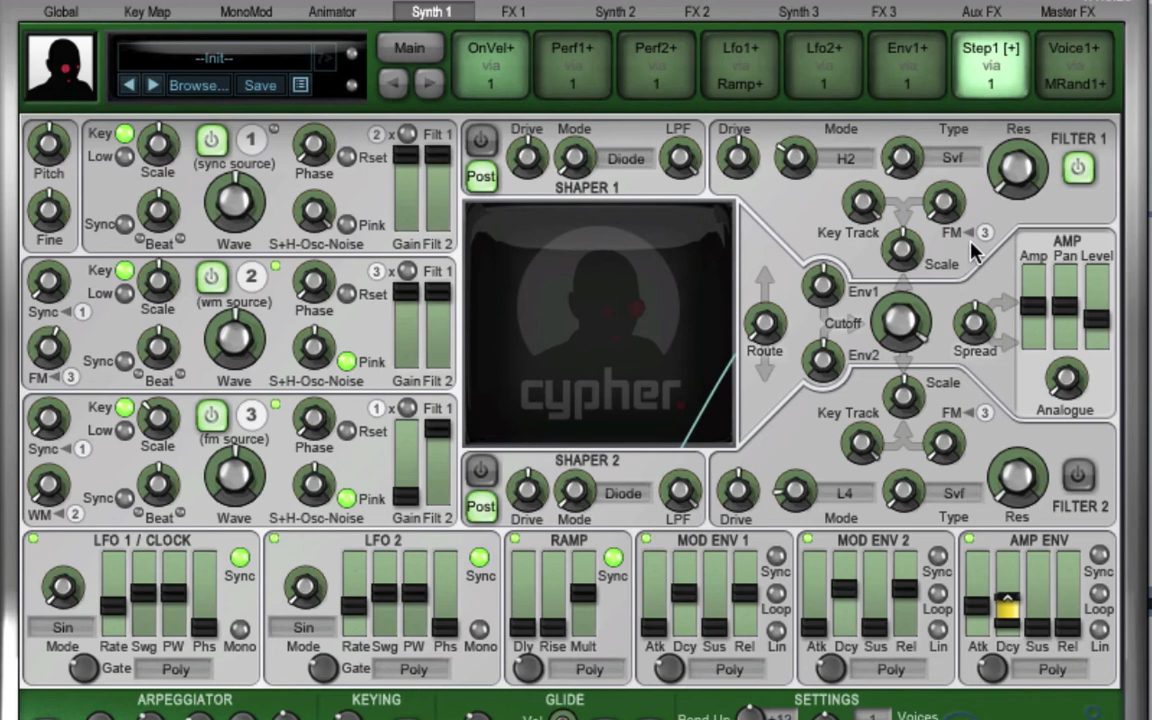 Global Key Map MonoMod Animator Synth 1 FX 1 Synth 2 FX 2 Synth 3 FX 3 Aux FX Master FX
--Init--
Browse... Save
Main
OnVel+ via 1
Perf1+ via 1
Perf2+ via 1
Lfo1+ via Ramp+
Lfo2+ via 1
Env1+ via 1
Step1 [+] via 1
Voice1+ via MRand1+
Pitch
Fine
Key 1 2 x Filt 1
Low (sync source) Rset
Scale Phase
Sync Pink
Beat Wave S+H-Osc-Noise Gain Filt 2
Key 2 3 x Filt 1
Low (wm source) Rset
Sync 1 Scale Phase
Sync Pink
FM 3 Beat Wave S+H-Osc-Noise Gain Filt 2
Key 3 1 x Filt 1
Low (fm source) Rset
Sync 1 Scale Phase
Sync Pink
WM 2 Beat Wave S+H-Osc-Noise Gain Filt 2
Drive Mode LPF
Post Diode
SHAPER 1
cypher.
SHAPER 2
Post Diode
Drive Mode LPF
Drive Mode Type Res FILTER 1
H2 Svf
Key Track FM 3
Scale
Env1
Route Cutoff Spread
Env2
AMP
Amp Pan Level
Analogue
Scale
Key Track FM 3
L4 Svf
Drive Mode Type Res FILTER 2
LFO 1 / CLOCK
Sync
Sin
Mode Rate Swg PW Phs Mono
Gate Poly
LFO 2
Sync
Sin
Mode Rate Swg PW Phs Mono
Gate Poly
RAMP
Sync
Dly Rise Mult
Poly
MOD ENV 1
Sync
Loop
Atk Dcy Sus Rel Lin
Poly
MOD ENV 2
Sync
Loop
Atk Dcy Sus Rel Lin
Poly
AMP ENV
Sync
Loop
Atk Dcy Sus Rel Lin
Poly
ARPEGGIATOR KEYING GLIDE SETTINGS
Vel Bend Up +12 1 Voices